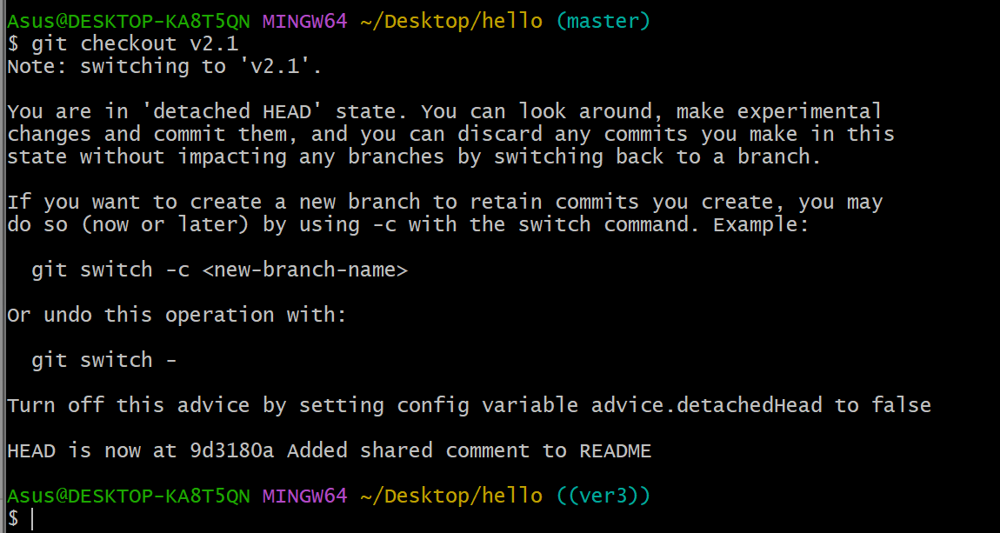 Asus@DESKTOP-KA8T5QN MINGW64 ~/Desktop/hello (master)
$ git checkout v2.1
Note: switching to 'v2.1'.
You are in 'detached HEAD' state. You can look around, make experimental
changes and commit them, and you can discard any commits you make in this
state without impacting any branches by switching back to a branch.
If you want to create a new branch to retain commits you create, you may
do so (now or later) by using -c with the switch command. Example:
git switch -c <new-branch-name>
Or undo this operation with:
git switch -
Turn off this advice by setting config variable advice.detachedHead to false
HEAD is now at 9d3180a Added shared comment to README
Asus@DESKTOP-KA8T5QN MINGW64 ~/Desktop/hello ((ver3))
$